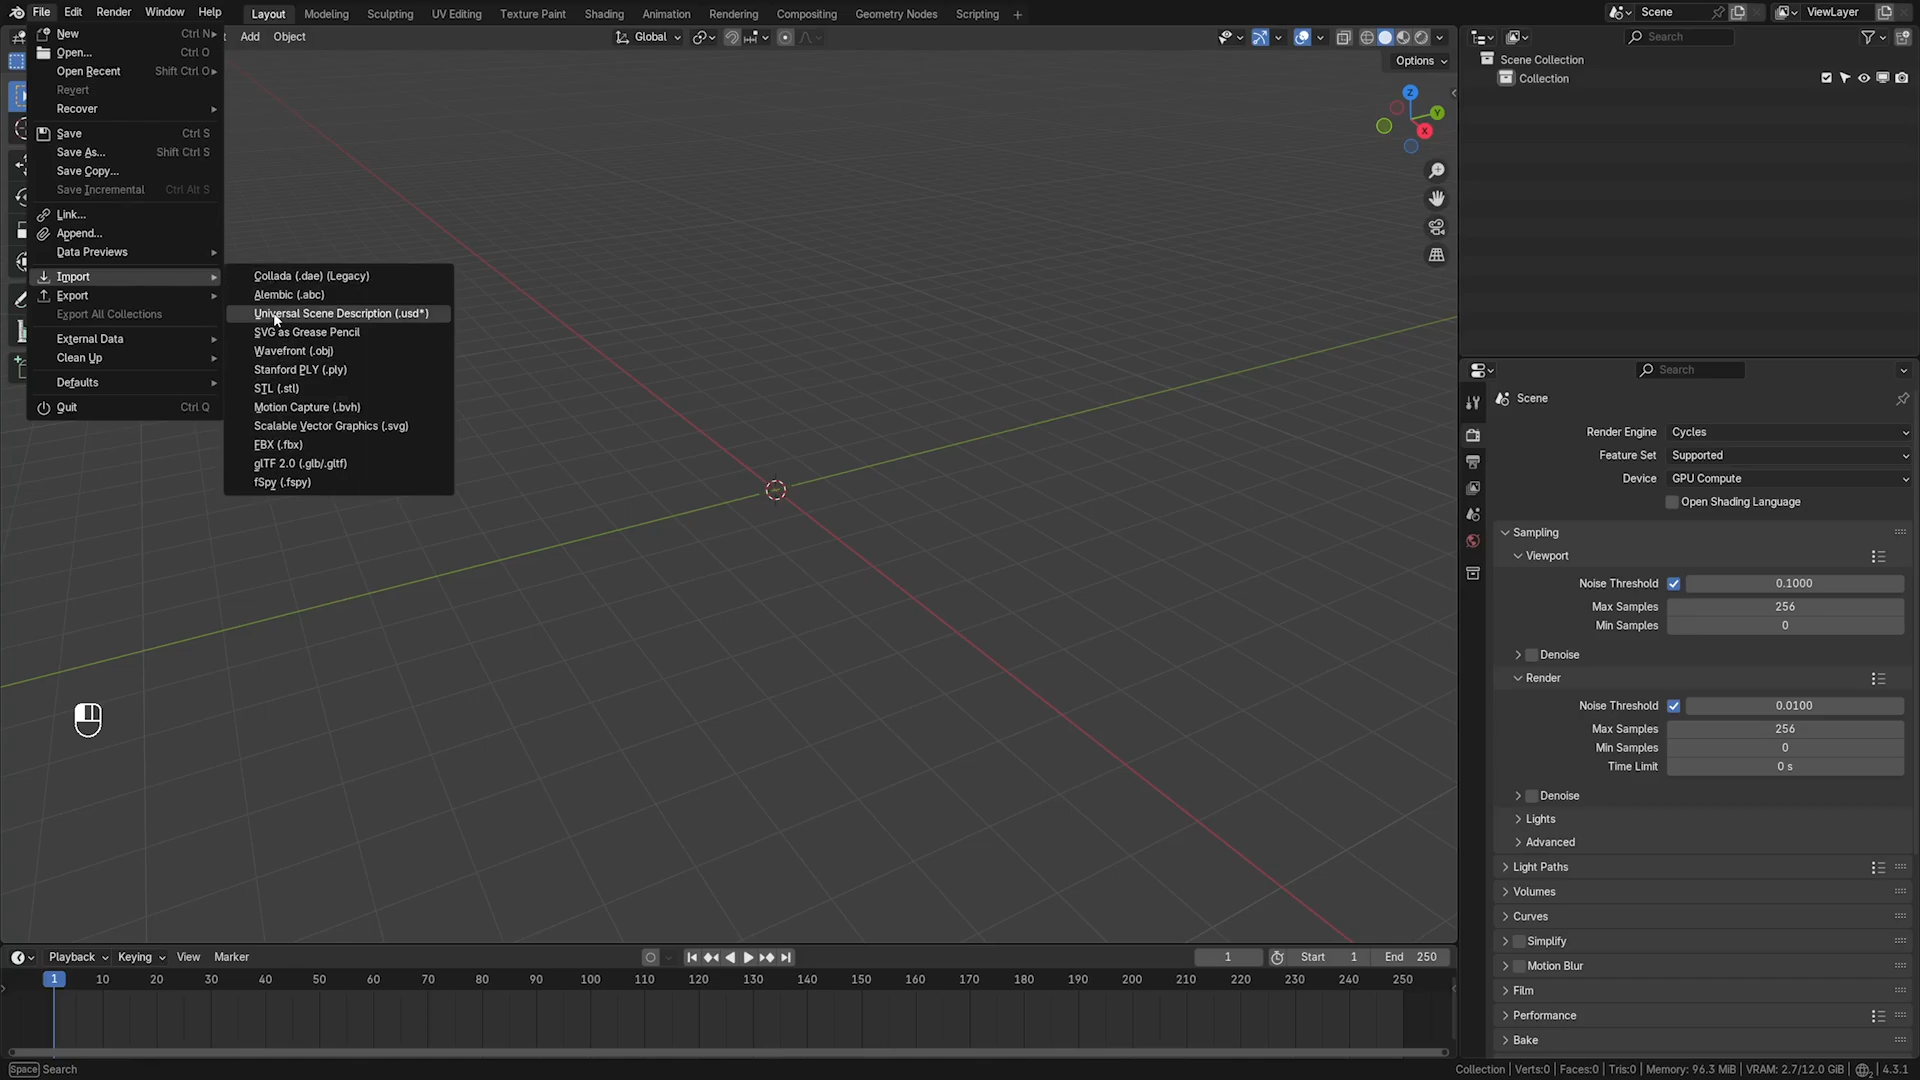 File Edit Render Window Help Layout Modeling Sculpting UV Editing Texture Paint Shading Animation Rendering Compositing Geometry Nodes Scripting + Scene ViewLayer
Add Object Global Search
Options
New Ctrl N
Open... Ctrl O
Open Recent Shift Ctrl O
Revert
Recover
Save Ctrl S
Save As... Shift Ctrl S
Save Copy...
Save Incremental Ctrl Alt S
Link...
Append...
Data Previews
Import
Export
Export All Collections
External Data
Clean Up
Defaults
Quit Ctrl Q
Collada (.dae) (Legacy)
Alembic (.abc)
Universal Scene Description (.usd*)
SVG as Grease Pencil
Wavefront (.obj)
Stanford PLY (.ply)
STL (.stl)
Motion Capture (.bvh)
Scalable Vector Graphics (.svg)
FBX (.fbx)
glTF 2.0 (.glb/.gltf)
fSpy (.fspy)
Z
Y
X
Scene Collection
Collection
Search
Scene
Render Engine Cycles
Feature Set Supported
Device GPU Compute
Open Shading Language
Sampling
Viewport
Noise Threshold 0.1000
Max Samples 256
Min Samples 0
Denoise
Render
Noise Threshold 0.0100
Max Samples 256
Min Samples 0
Time Limit 0 s
Denoise
Lights
Advanced
Light Paths
Volumes
Curves
Simplify
Motion Blur
Film
Performance
Bake
Playback Keying View Marker 1 Start 1 End 250
1 10 20 30 40 50 60 70 80 90 100 110 120 130 140 150 160 170 180 190 200 210 220 230 240 250
Space Search Collection | Verts:0 | Faces:0 | Tris:0 | Memory: 96.3 MiB | VRAM: 2.7/12.0 GiB | 4.3.1